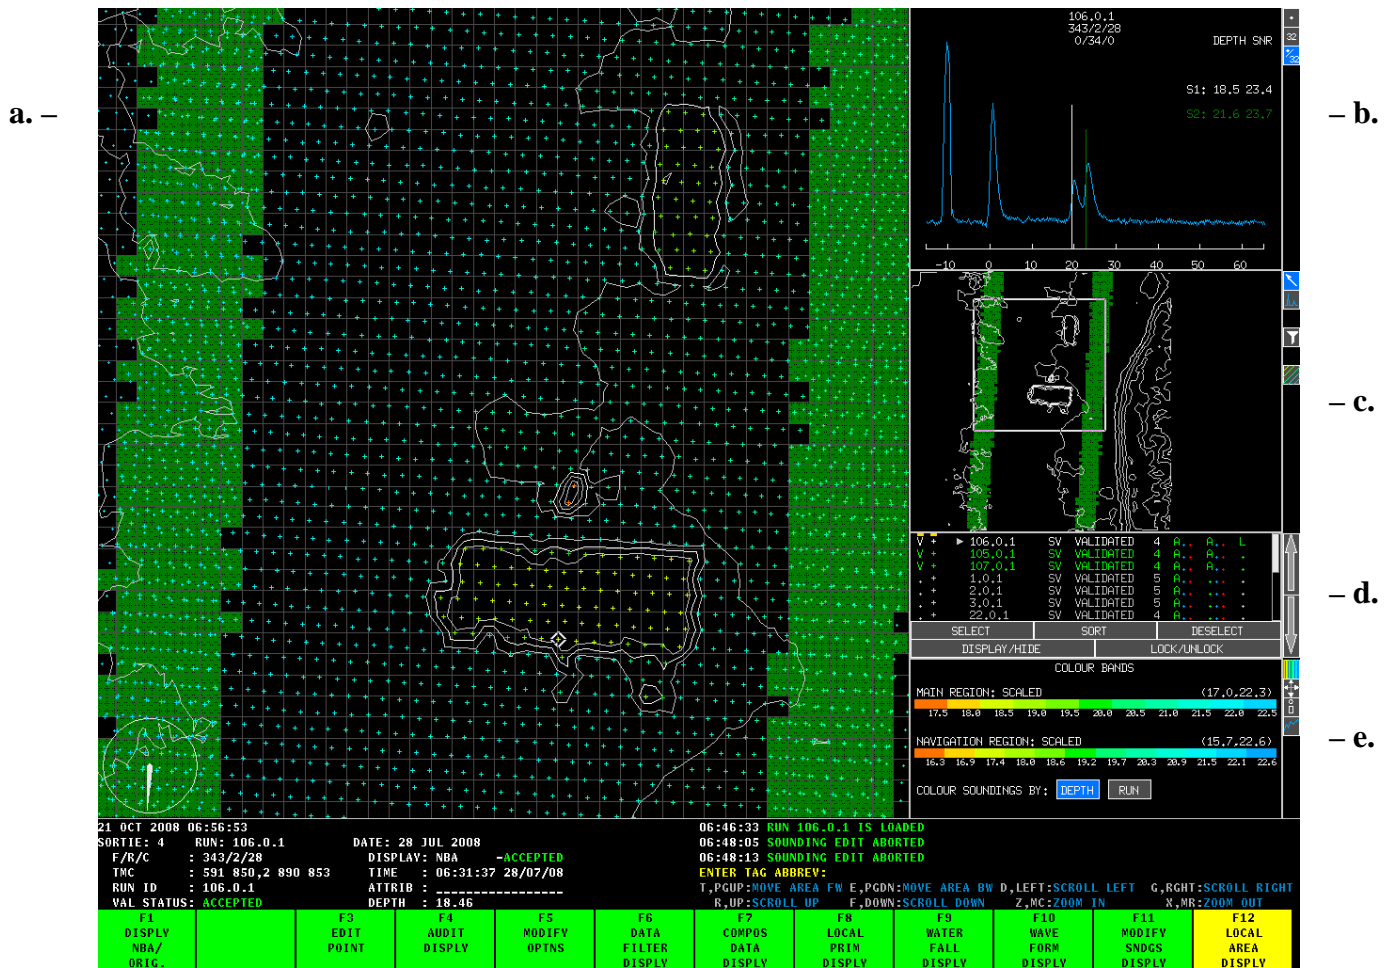 a. –
– b.
– c.
– d.
– e.
106.0.1
343/2/28
0/34/0
DEPTH SNR
S1: 18.5 23.4
S2: 21.6 23.7
-10 0 10 20 30 40 50 60
32
32
V + 106.0.1 SV VALIDATED 4 A.. A.. L
V + 105.0.1 SV VALIDATED 4 A.. A.. .
V + 107.0.1 SV VALIDATED 4 A.. A.. .
. + 1.0.1 SV VALIDATED 5 A.. ... .
. + 2.0.1 SV VALIDATED 5 A.. ... .
. + 3.0.1 SV VALIDATED 5 A.. ... .
. + 22.0.1 SV VALIDATED 4 A.. ... .
SELECT SORT DESELECT
DISPLAY/HIDE LOCK/UNLOCK
COLOUR BANDS
MAIN REGION: SCALED (17.0,22.3)
17.5 18.0 18.5 19.0 19.5 20.0 20.5 21.0 21.5 22.0 22.5
NAVIGATION REGION: SCALED (15.7,22.6)
16.3 16.9 17.4 18.0 18.6 19.2 19.7 20.3 20.9 21.5 22.1 22.6
COLOUR SOUNDINGS BY: DEPTH RUN
21 OCT 2008 06:56:53
SORTIE: 4 RUN: 106.0.1 DATE: 28 JUL 2008
F/R/C : 343/2/28 DISPLAY: NBA -ACCEPTED
TMC : 591 850,2 890 853 TIME : 06:31:37 28/07/08
RUN ID : 106.0.1 ATTRIB : _________________
VAL STATUS: ACCEPTED DEPTH : 18.46
06:46:33 RUN 106.0.1 IS LOADED
06:48:05 SOUNDING EDIT ABORTED
06:48:13 SOUNDING EDIT ABORTED
ENTER TAG ABBREV:
T,PGUP:MOVE AREA FW E,PGDN:MOVE AREA BW D,LEFT:SCROLL LEFT G,RGHT:SCROLL RIGHT
R,UP:SCROLL UP F,DOWN:SCROLL DOWN Z,MC:ZOOM IN X,MR:ZOOM OUT
F1 DISPLY NBA/ ORIG.
F3 EDIT POINT
F4 AUDIT DISPLY
F5 MODIFY OPTNS
F6 DATA FILTER DISPLY
F7 COMPOS DATA DISPLY
F8 LOCAL PRIM DISPLY
F9 WATER FALL DISPLY
F10 WAVE FORM DISPLY
F11 MODIFY SNDGS DISPLY
F12 LOCAL AREA DISPLY